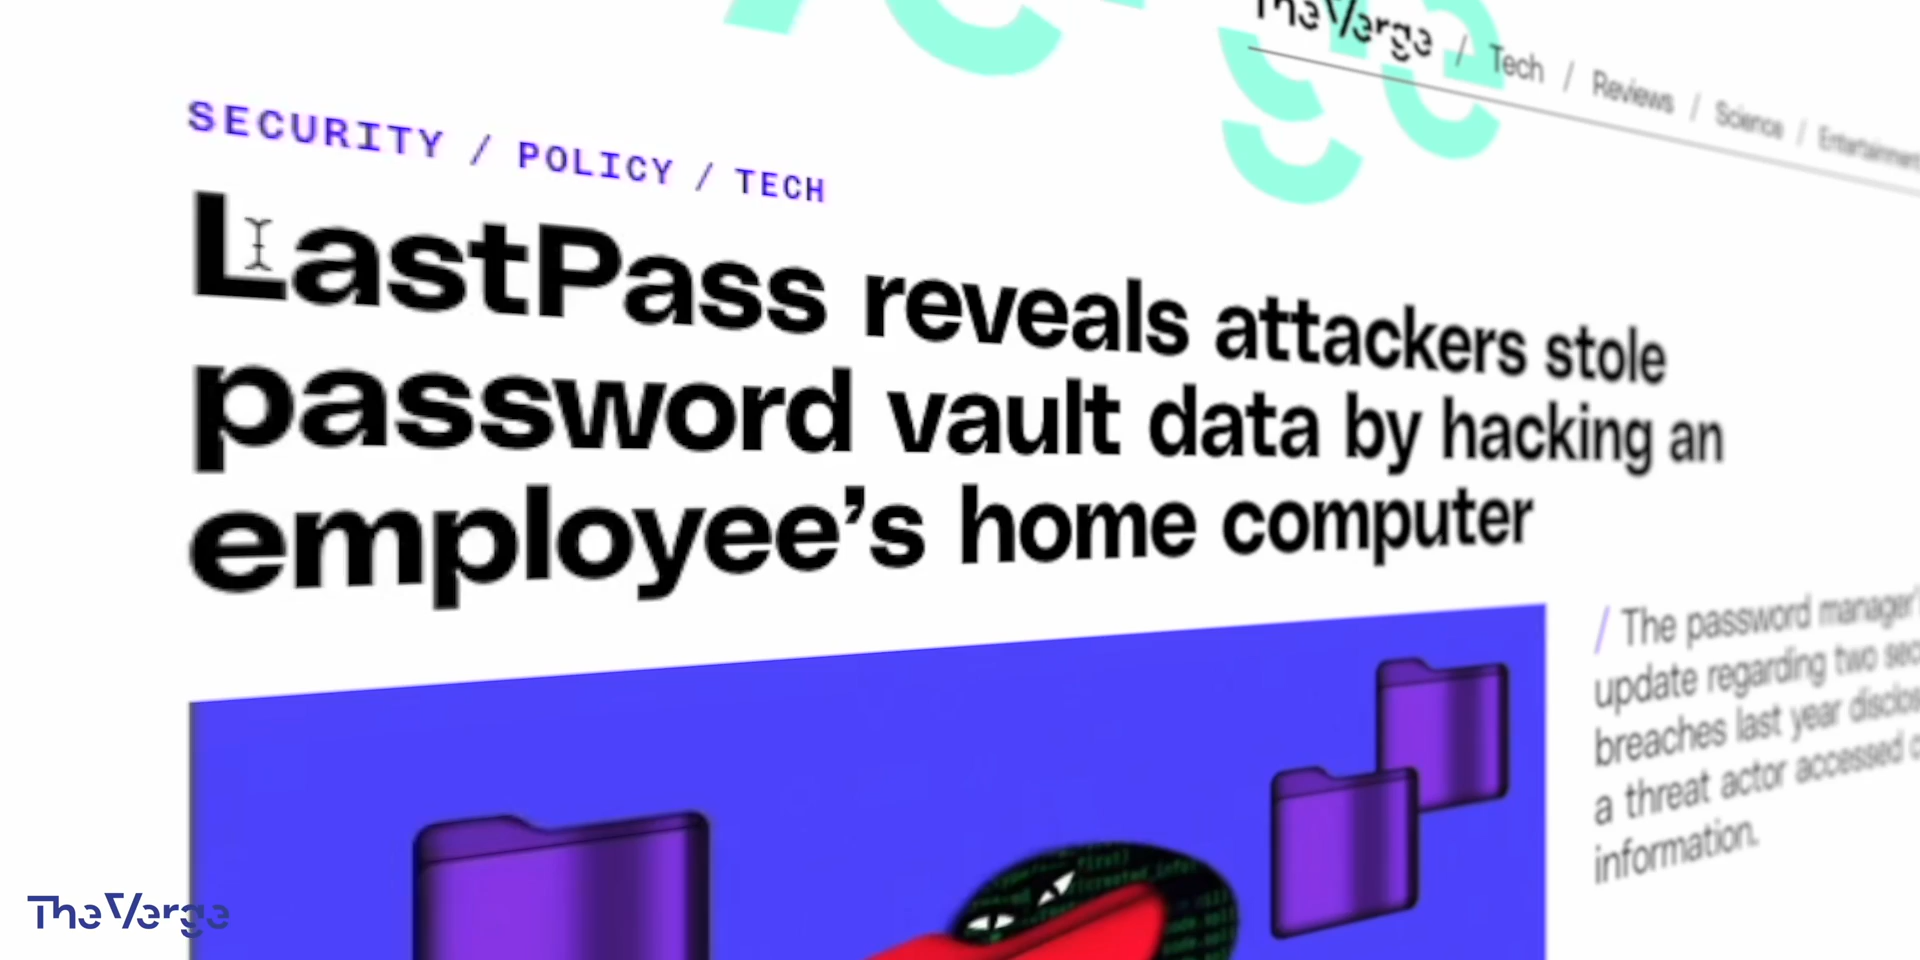 The Verge / Tech / Reviews / Science / Entertainment
SECURITY / POLICY / TECH
LastPass reveals attackers stole
password vault data by hacking an
employee’s home computer
/ The password manager’
update regarding two
breaches last year
a threat actor accessed
information.
The Verge